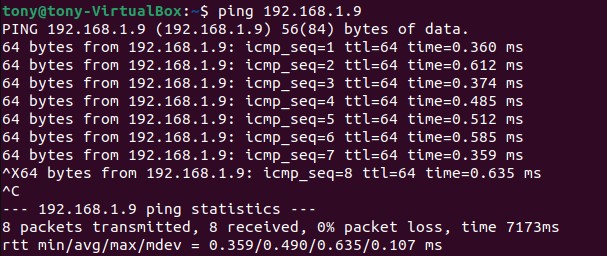 tony@tony-VirtualBox:~$ ping 192.168.1.9
PING 192.168.1.9 (192.168.1.9) 56(84) bytes of data.
64 bytes from 192.168.1.9: icmp_seq=1 ttl=64 time=0.360 ms
64 bytes from 192.168.1.9: icmp_seq=2 ttl=64 time=0.612 ms
64 bytes from 192.168.1.9: icmp_seq=3 ttl=64 time=0.374 ms
64 bytes from 192.168.1.9: icmp_seq=4 ttl=64 time=0.485 ms
64 bytes from 192.168.1.9: icmp_seq=5 ttl=64 time=0.512 ms
64 bytes from 192.168.1.9: icmp_seq=6 ttl=64 time=0.585 ms
64 bytes from 192.168.1.9: icmp_seq=7 ttl=64 time=0.359 ms
^X64 bytes from 192.168.1.9: icmp_seq=8 ttl=64 time=0.635 ms
^C
--- 192.168.1.9 ping statistics ---
8 packets transmitted, 8 received, 0% packet loss, time 7173ms
rtt min/avg/max/mdev = 0.359/0.490/0.635/0.107 ms